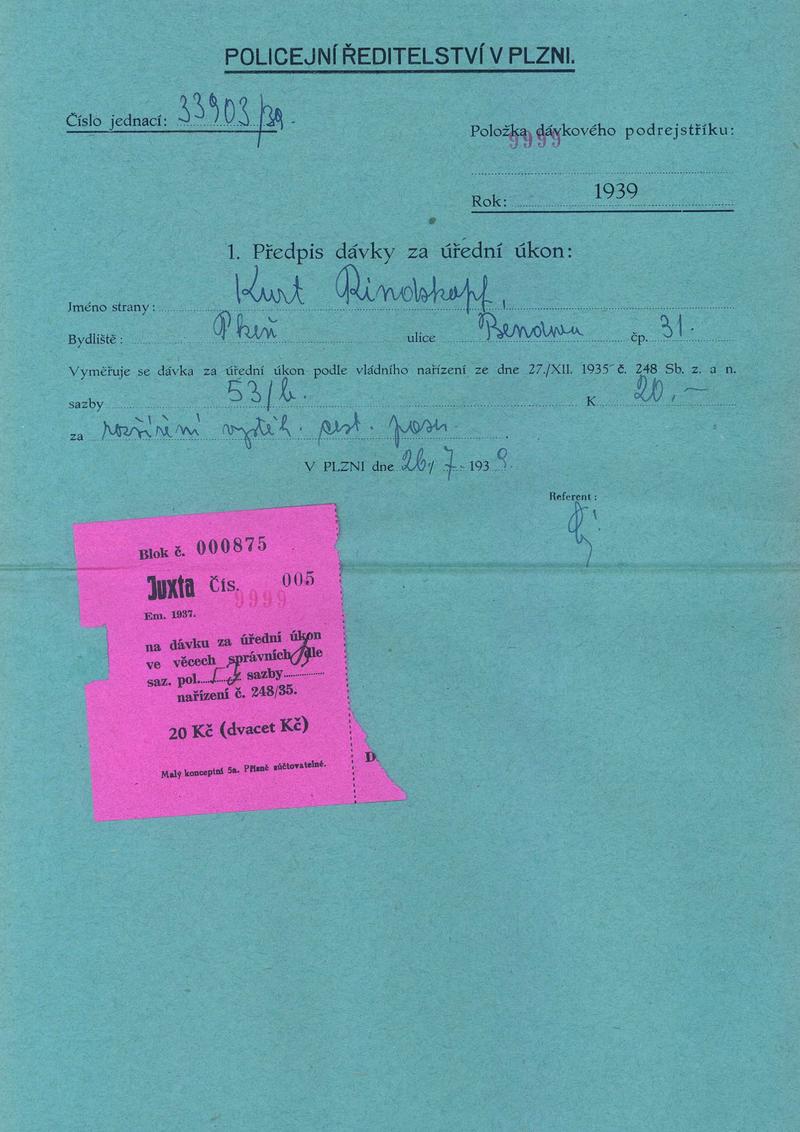 POLICEJNÍ ŘEDITELSTVÍ V PLZNI.
Číslo jednací: 33903/39.
Položka dávkového podrejstříku:
9999
Rok: 1939
1. Předpis dávky za úřední úkon:
Jméno strany: Kurt Rindskopf,
Bydliště: Plzeň ulice čp. 31.
Vyměřuje se dávka za úřední úkon podle vládního nařízení ze dne 27./XII. 1935 č. 248 Sb. z. a n.
sazby 53/b. K 20.—
za rozšíření vystěh. cest. pasu.
V PLZNI dne 26/7. 1939.
Referent:
Blok č. 000875
Juxta Čís. 005
9999
Em. 1937.
na dávku za úřední úkon
ve věcech správních dle
saz. pol. sazby
nařízení č. 248/35.
20 Kč (dvacet Kč)
Malý konceptní 5a. Přísně zúčtovatelné.
D